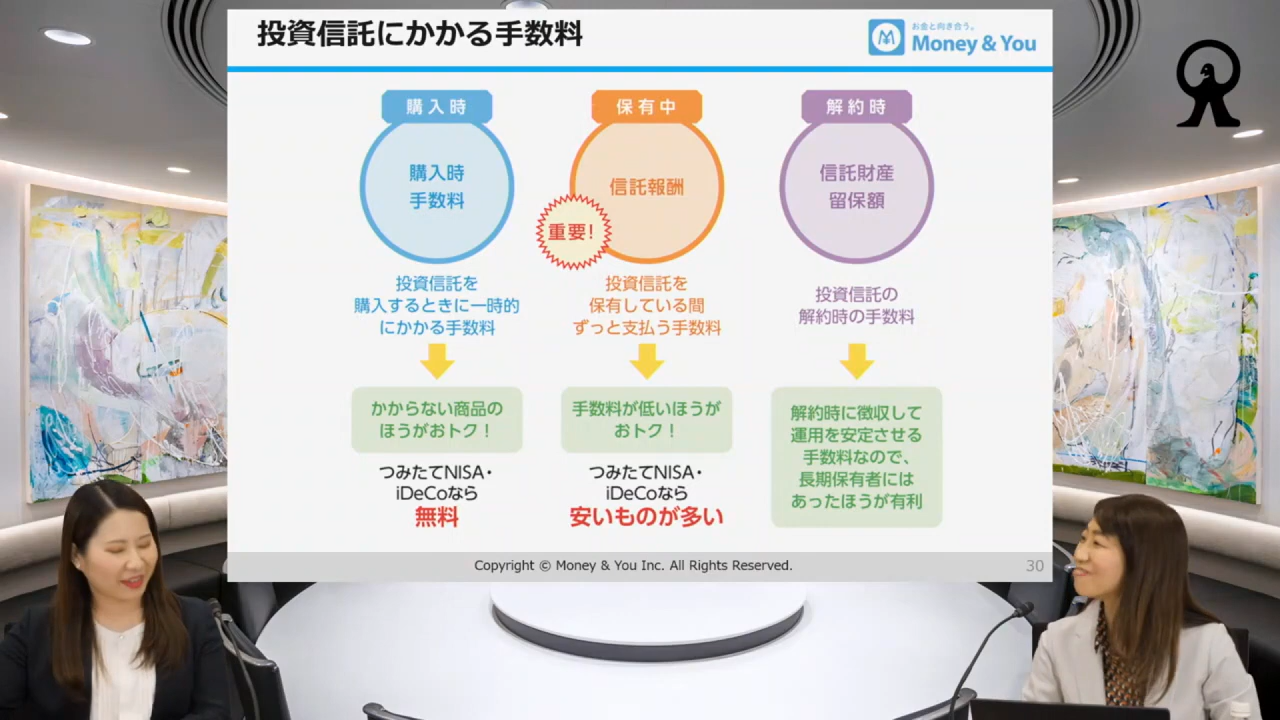 投資信託にかかる手数料
お金と向き合う。
Money & You
購入時
購入時
手数料
投資信託を
購入するときに一時的
にかかる手数料
かからない商品の
ほうがおトク！
つみたてNISA・
iDeCoなら
無料
保有中
信託報酬
重要!
投資信託を
保有している間
ずっと支払う手数料
手数料が低いほうが
おトク！
つみたてNISA・
iDeCoなら
安いものが多い
解約時
信託財産
留保額
投資信託の
解約時の手数料
解約時に徴収して
運用を安定させる
手数料なので、
長期保有者には
あったほうが有利
Copyright © Money & You Inc. All Rights Reserved.
30